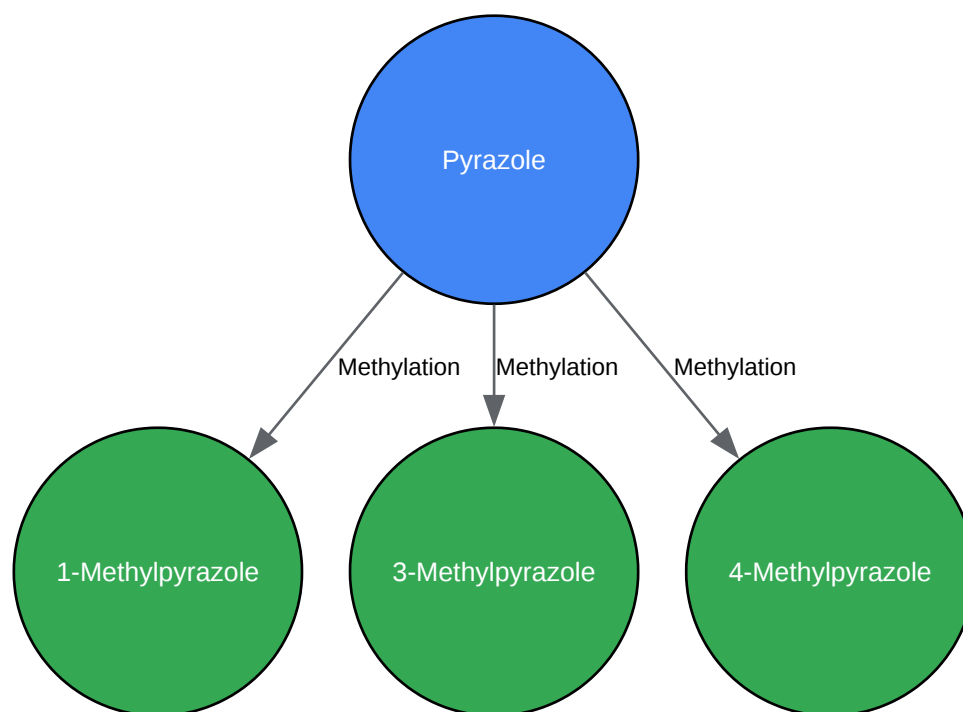 Pyrazole
Methylation
Methylation
Methylation
1-Methylpyrazole
3-Methylpyrazole
4-Methylpyrazole